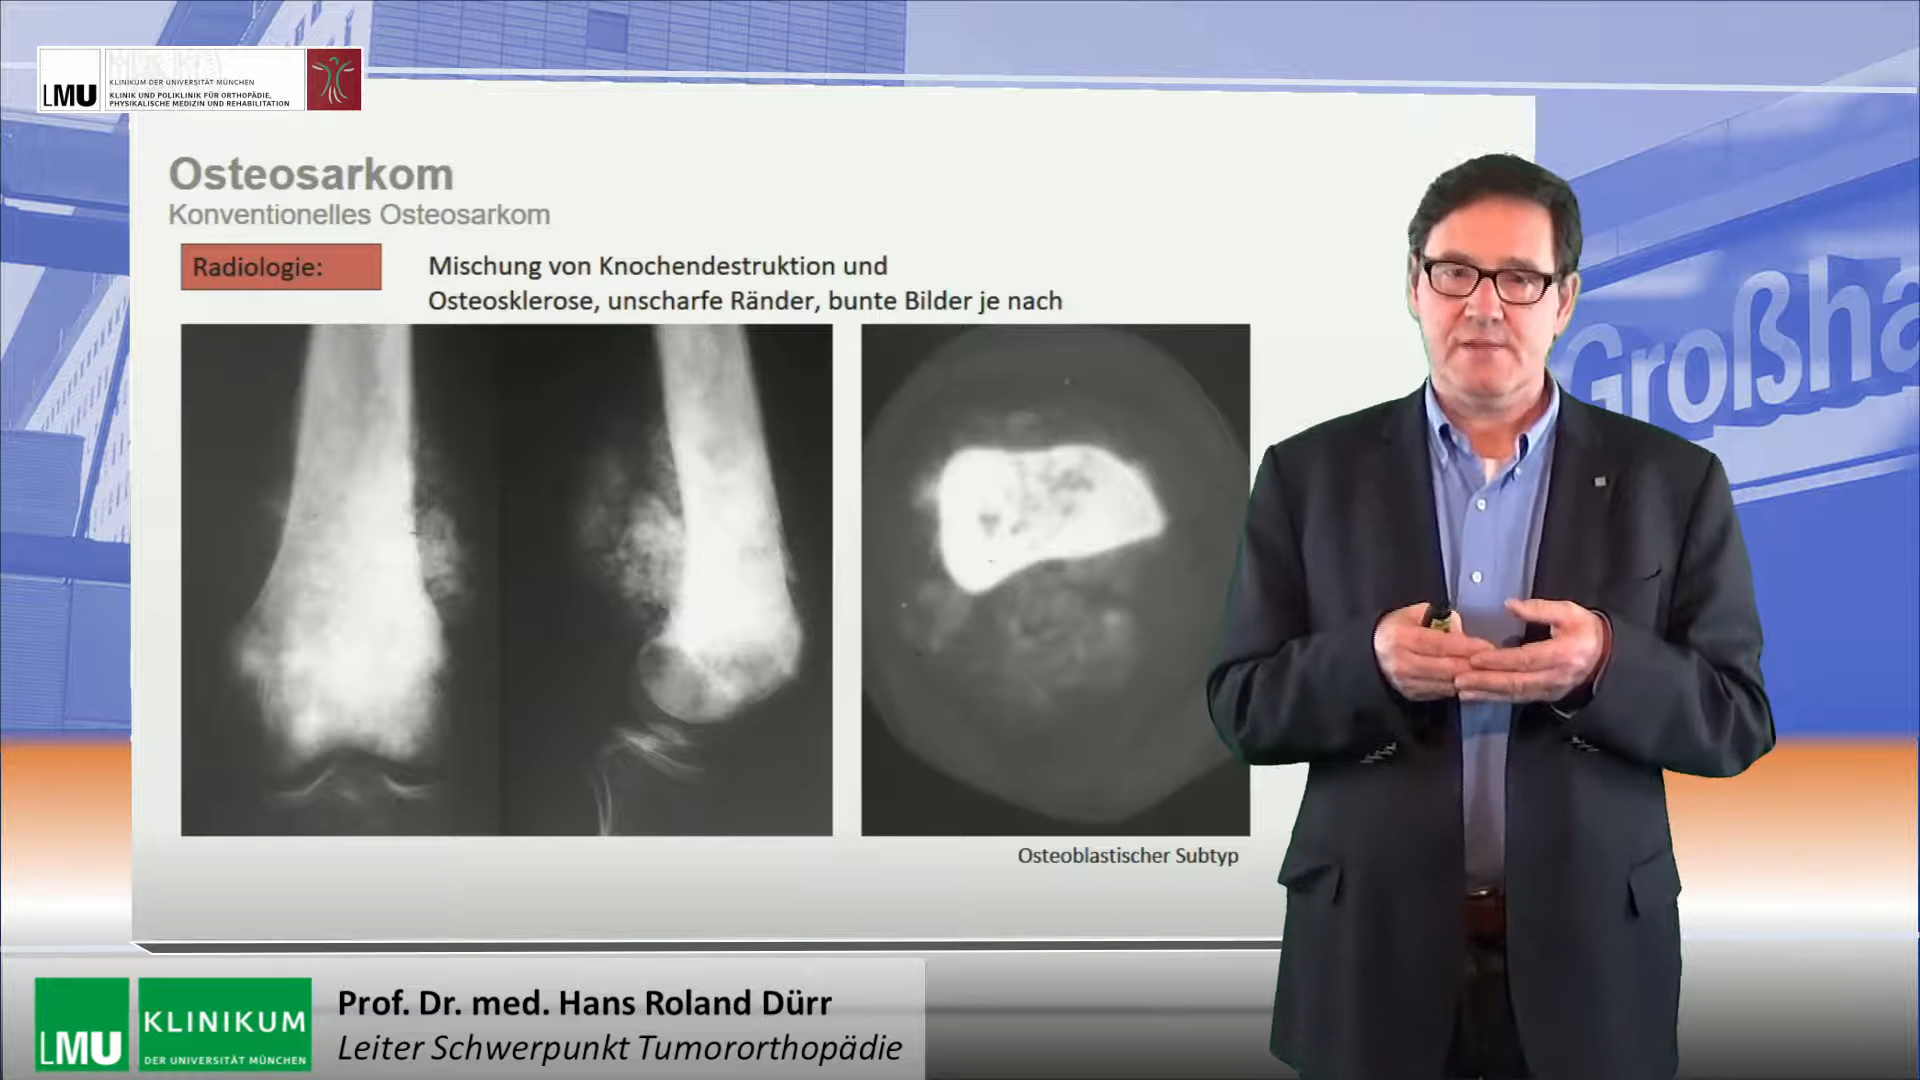 LMU
KLINIKUM DER UNIVERSITÄT MÜNCHEN
KLINIK UND POLIKLINIK FÜR ORTHOPÄDIE,
PHYSIKALISCHE MEDIZIN UND REHABILITATION
Osteosarkom
Konventionelles Osteosarkom
Radiologie:
Mischung von Knochendestruktion und
Osteosklerose, unscharfe Ränder, bunte Bilder je nach
Osteoblastischer Subtyp
Großha
LMU
KLINIKUM
DER UNIVERSITÄT MÜNCHEN
Prof. Dr. med. Hans Roland Dürr
Leiter Schwerpunkt Tumororthopädie